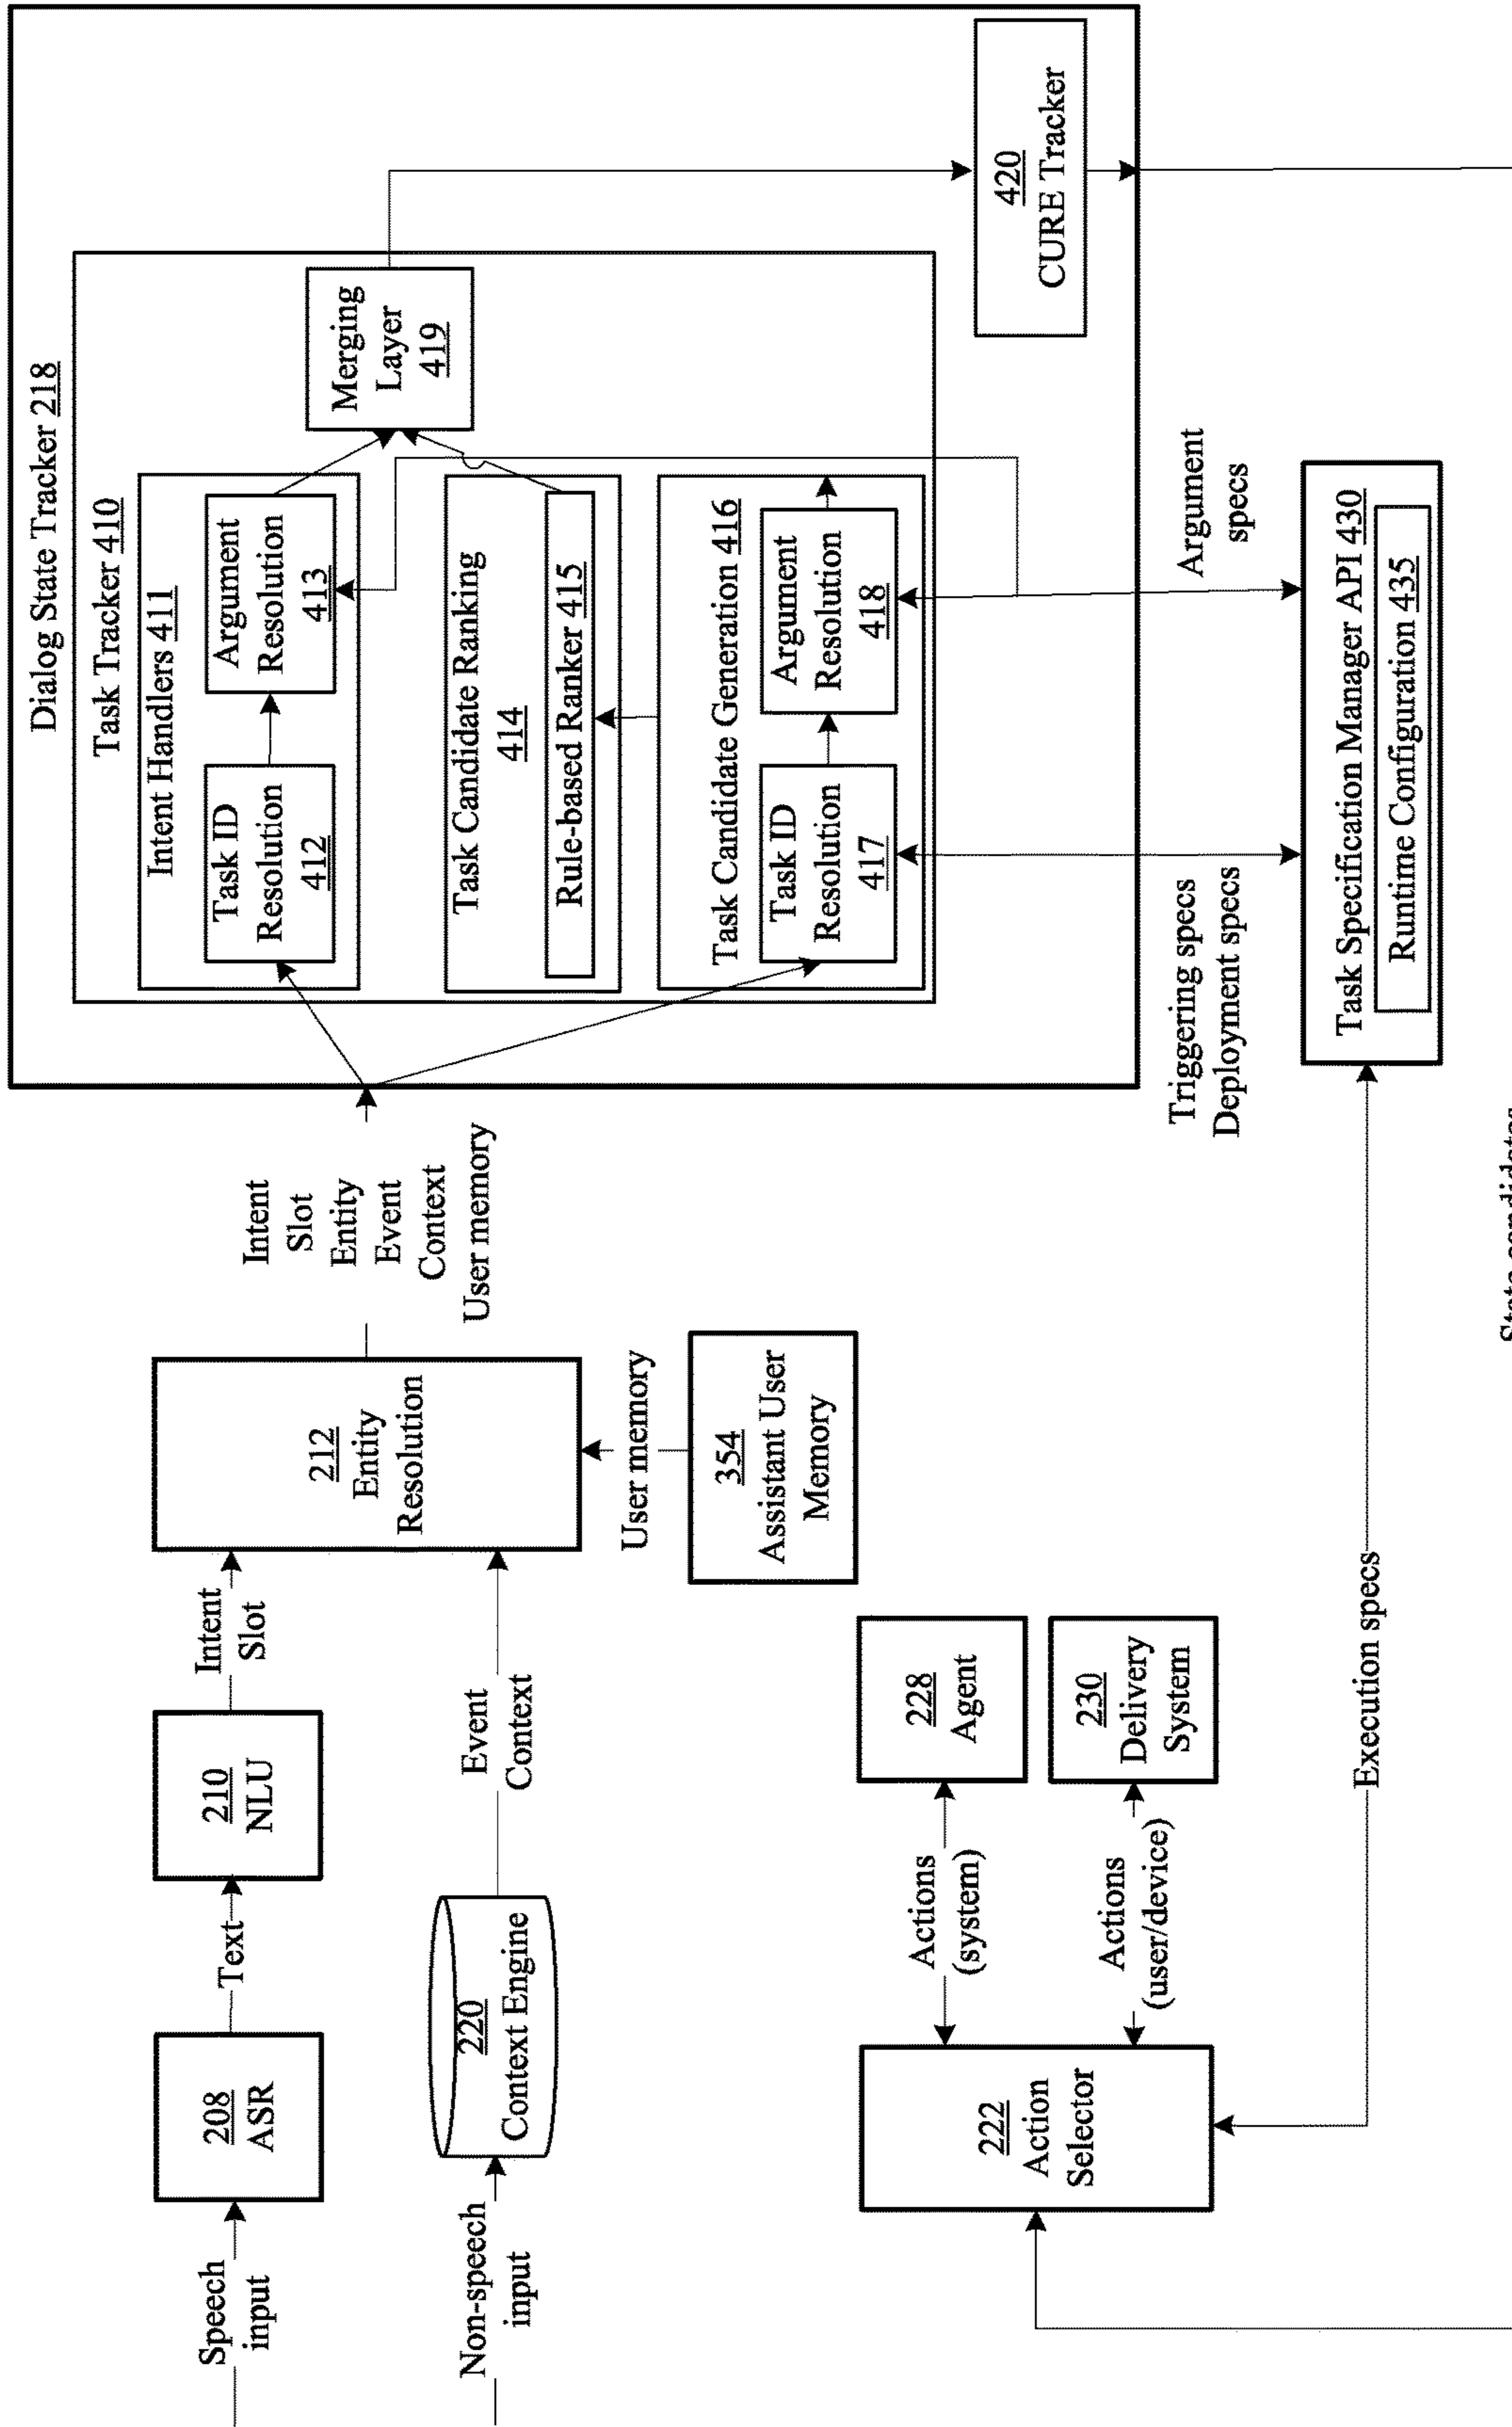 Speech
input
208
ASR
Text
210
NLU
Intent
Slot
Non-speech
input
220
Context Engine
Event
Context
212
Entity
Resolution
User memory
354
Assistant User
Memory
Intent
Slot
Entity
Event
Context
User memory
Dialog State Tracker 218
Task Tracker 410
Intent Handlers 411
Task ID
Resolution
412
Argument
Resolution
413
Task Candidate Ranking
414
Rule-based Ranker 415
Task Candidate Generation 416
Task ID
Resolution
417
Argument
Resolution
418
Merging
Layer
419
420
CURE Tracker
Triggering specs
Deployment specs
Argument
specs
Task Specification Manager API 430
Runtime Configuration 435
222
Action
Selector
Actions
(system)
228
Agent
Actions
(user/device)
230
Delivery
System
Execution specs